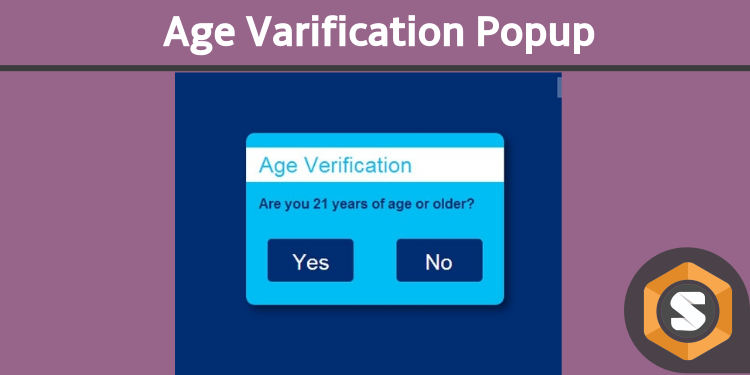 Age Varification Popup
Age Verification
Are you 21 years of age or older?
Yes No
S